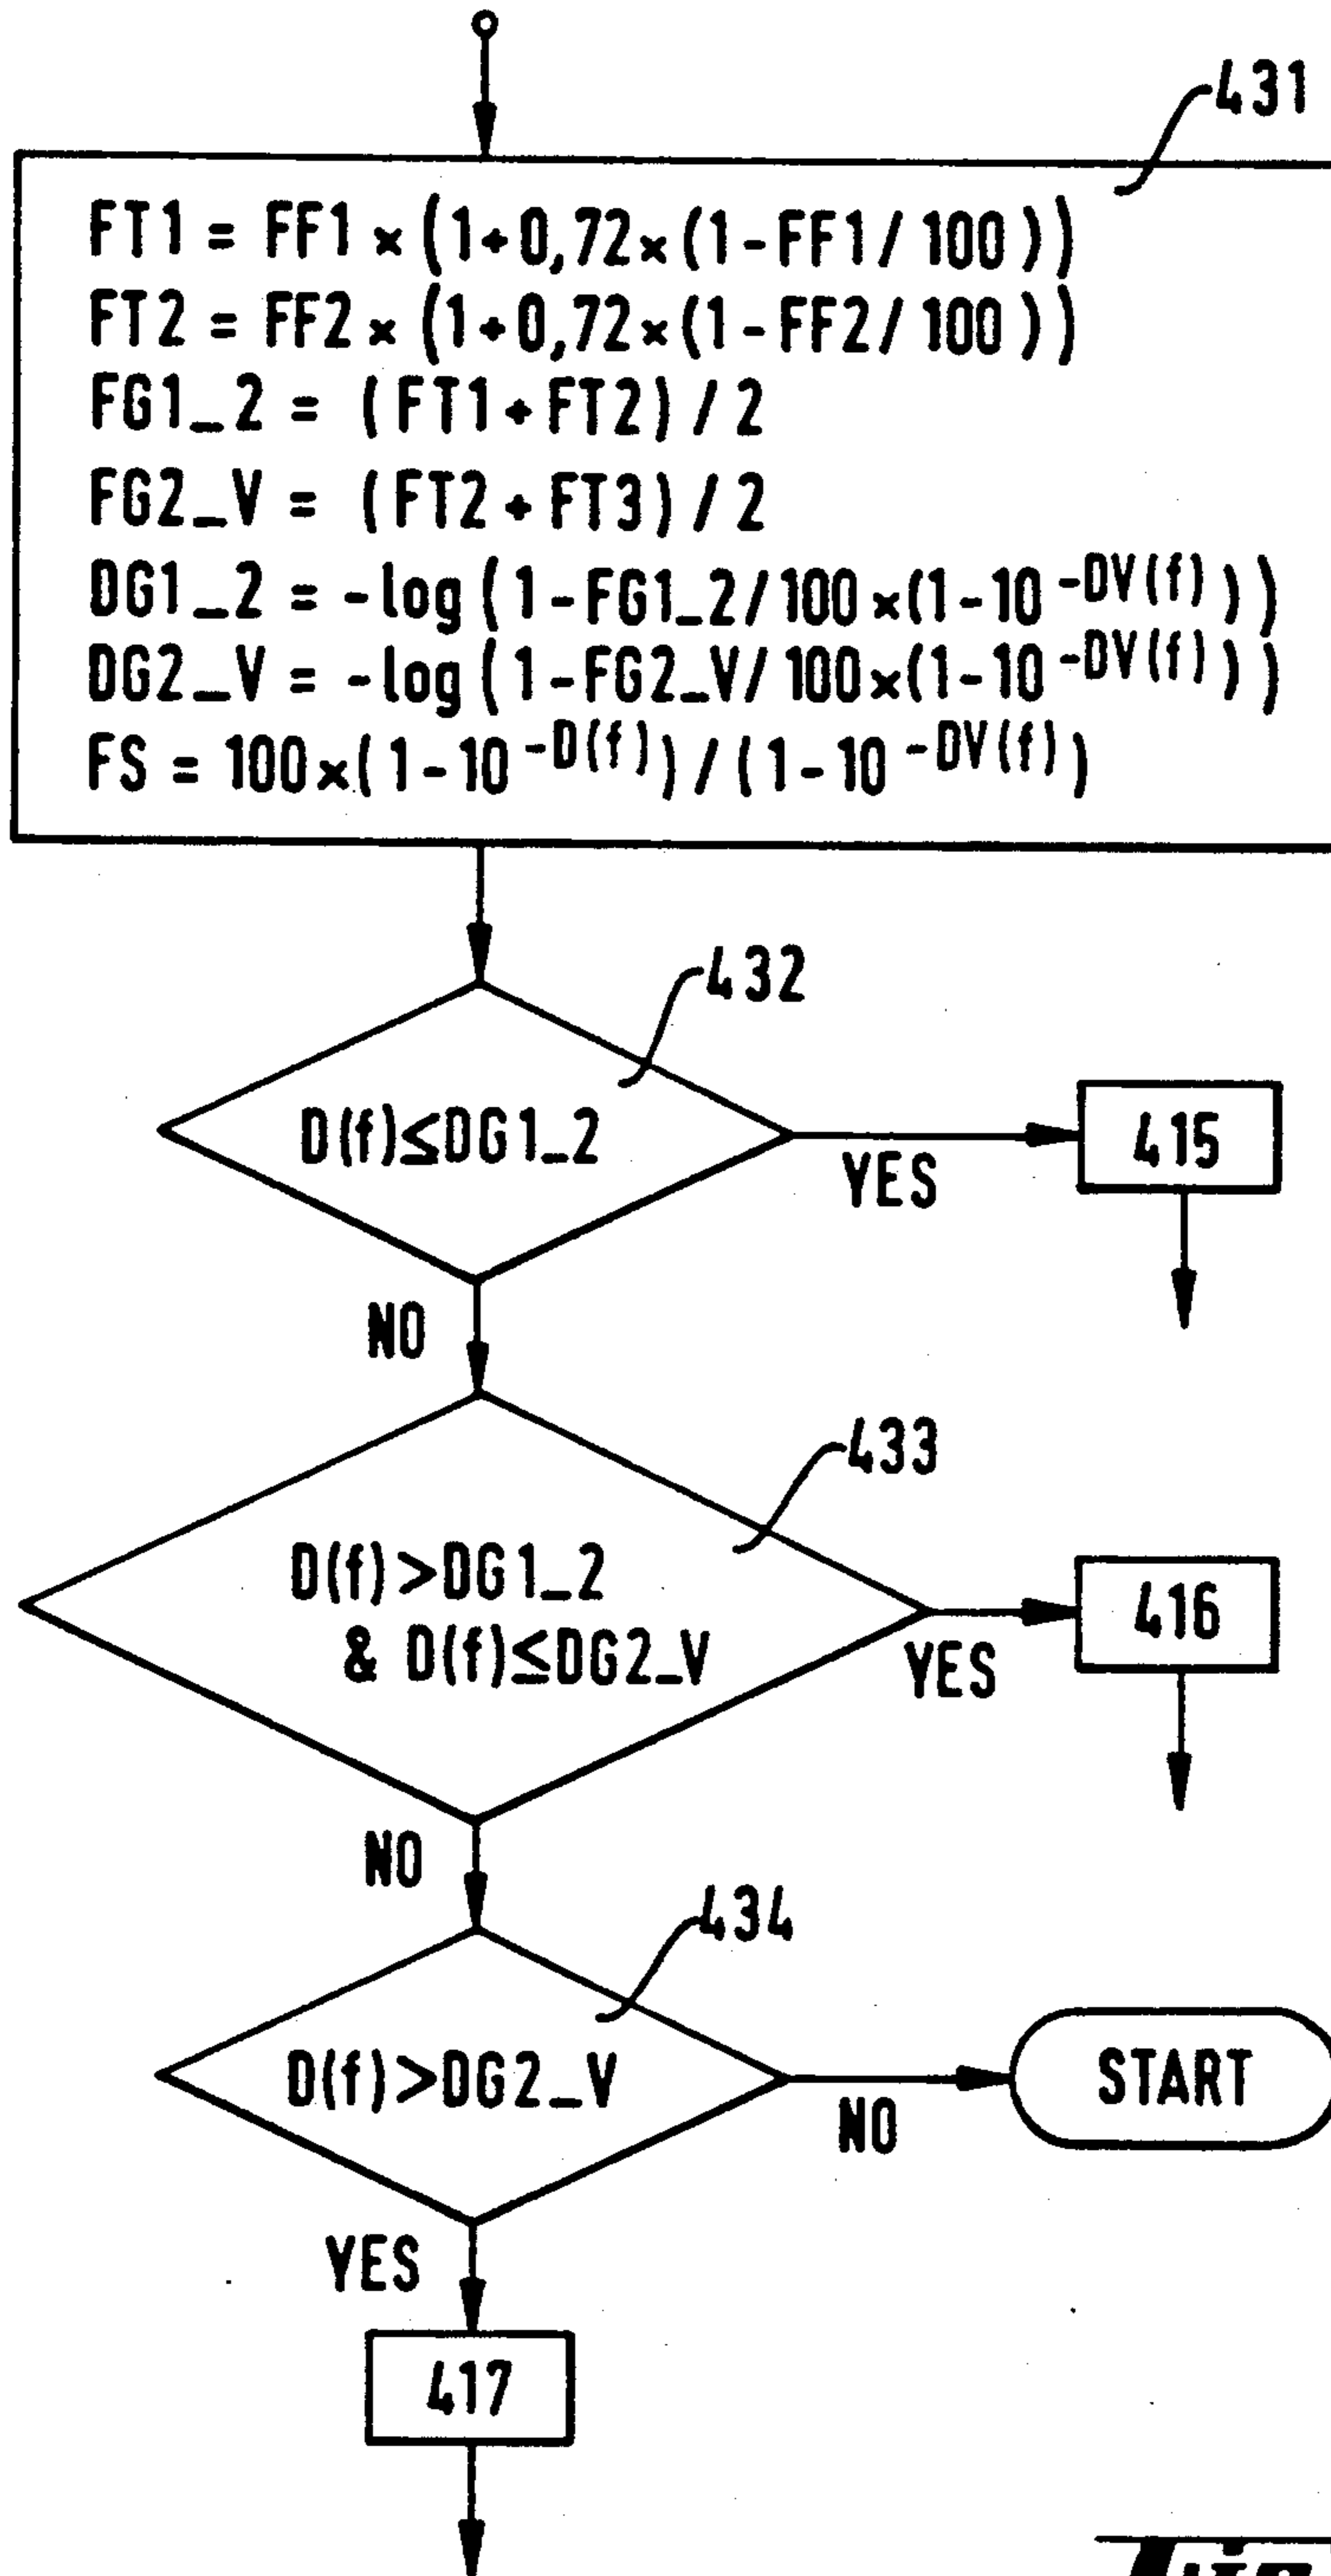 431
FT1 = FF1 × (1+0,72×(1-FF1/100))
FT2 = FF2 × (1+0,72×(1-FF2/100))
FG1_2 = (FT1+FT2)/2
FG2_V = (FT2+FT3)/2
DG1_2 = -log(1-FG1_2/100×(1-10^-DV(f)))
DG2_V = -log(1-FG2_V/100×(1-10^-DV(f)))
FS = 100×(1-10^-D(f))/(1-10^-DV(f))
432
D(f)≤DG1_2
YES
415
NO
433
D(f)>DG1_2
& D(f)≤DG2_V
YES
416
NO
434
D(f)>DG2_V
NO
START
YES
417